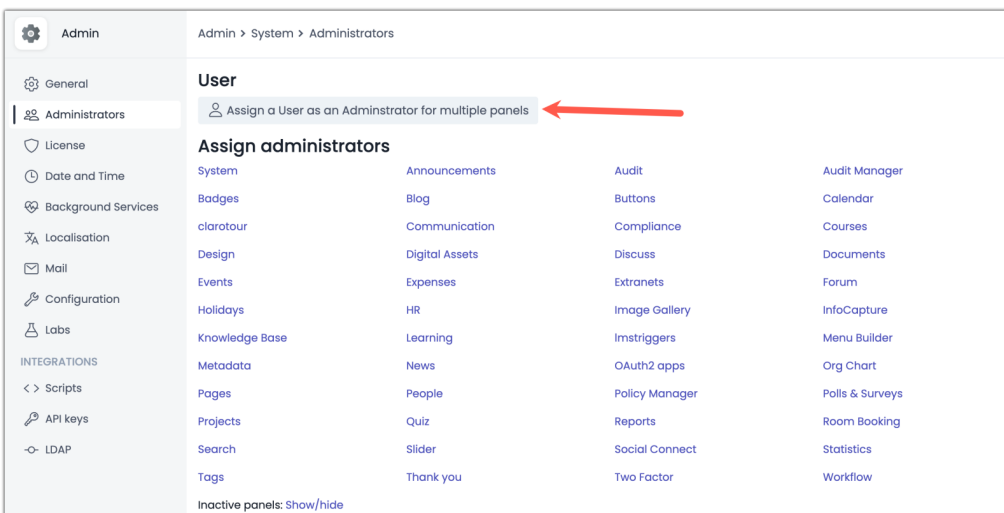 Admin
Admin > System > Administrators
General
Administrators
License
Date and Time
Background Services
Localisation
Mail
Configuration
Labs
INTEGRATIONS
Scripts
API keys
LDAP
User
Assign a User as an Adminstrator for multiple panels
Assign administrators
System Announcements Audit Audit Manager
Badges Blog Buttons Calendar
clarotour Communication Compliance Courses
Design Digital Assets Discuss Documents
Events Expenses Extranets Forum
Holidays HR Image Gallery InfoCapture
Knowledge Base Learning lmstriggers Menu Builder
Metadata News OAuth2 apps Org Chart
Pages People Policy Manager Polls & Surveys
Projects Quiz Reports Room Booking
Search Slider Social Connect Statistics
Tags Thank you Two Factor Workflow
Inactive panels: Show/hide